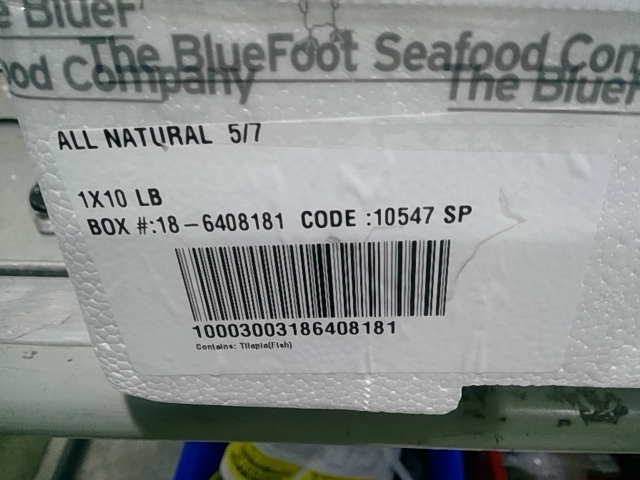 e BlueF
The BlueFoot Seafood Com
ood Company
The BlueF
ALL NATURAL 5/7
1X10 LB
BOX #:18-6408181 CODE :10547 SP
10003003186408181
Contains: Tilapia(Fish)